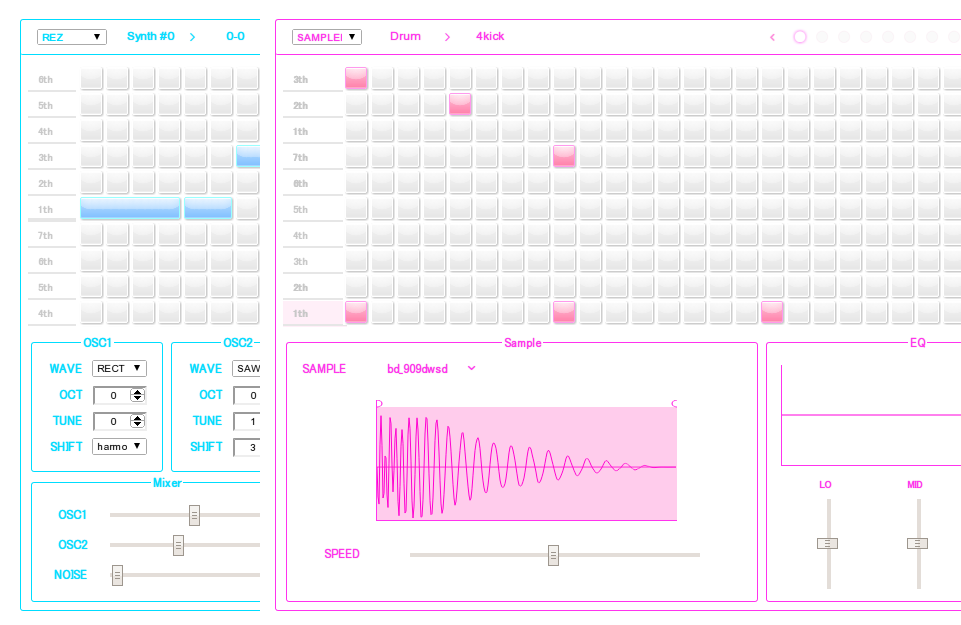 REZ Synth #0 > 0-0
6th
5th
4th
3th
2th
1th
7th
6th
5th
4th
OSC1
WAVE RECT
OCT 0
TUNE 0
SHIFT harmo
OSC2
WAVE SAW
OCT 0
TUNE 1
SHIFT 3
Mixer
OSC1
OSC2
NOISE
SAMPLE Drum > 4kick <
3th
2th
1th
7th
6th
5th
4th
3th
2th
1th
Sample
SAMPLE bd_909dwsd
SPEED
EQ
LO MID